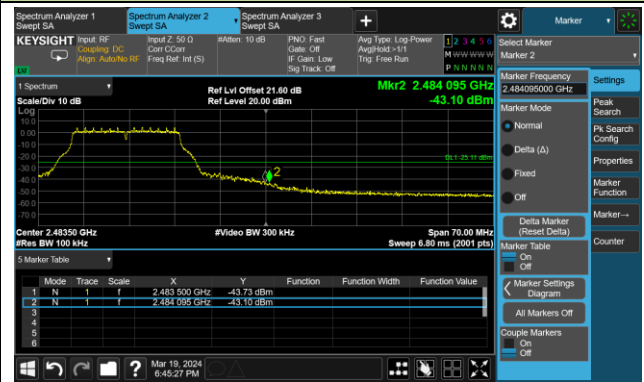 Spectrum Analyzer 1
Swept SA
Spectrum Analyzer 2
Swept SA
Spectrum Analyzer 3
Swept SA
+
Marker
KEYSIGHT
Input: RF
Coupling: DC
Align: Auto/No RF
Input Z: 50 Ω
Corr CCorr
Freq Ref: Int (S)
#Atten: 10 dB
PNO: Fast
Gate: Off
IF Gain: Low
Sig Track: Off
Avg Type: Log-Power
Avg|Hold:>1/1
Trig: Free Run
1 2 3 4 5 6
M W W W W W
P N N N N N
LVI
Select Marker
Marker 2
1 Spectrum
Scale/Div 10 dB
Ref Lvl Offset 21.60 dB
Ref Level 20.00 dBm
Mkr2 2.484 095 GHz
-43.10 dBm
Log
10.0
0.00
-10.0
-20.0
-30.0
-40.0
-50.0
-60.0
-70.0
DL1 -25.11 dBm
2
Center 2.48350 GHz
#Res BW 100 kHz
#Video BW 300 kHz
Span 70.00 MHz
Sweep 6.80 ms (2001 pts)
5 Marker Table
Mode Trace Scale X Y Function Function Width Function Value
1 N 1 f 2.483 500 GHz -43.73 dBm
2 N 1 f 2.484 095 GHz -43.10 dBm
3
4
5
6
Marker Frequency
2.484095000 GHz
Marker Mode
Normal
Delta (Δ)
Fixed
Off
Delta Marker
(Reset Delta)
Marker Table
On
Off
Marker Settings
Diagram
All Markers Off
Couple Markers
On
Off
Settings
Peak
Search
Pk Search
Config
Properties
Marker
Function
Marker→
Counter
?
Mar 19, 2024
6:45:27 PM